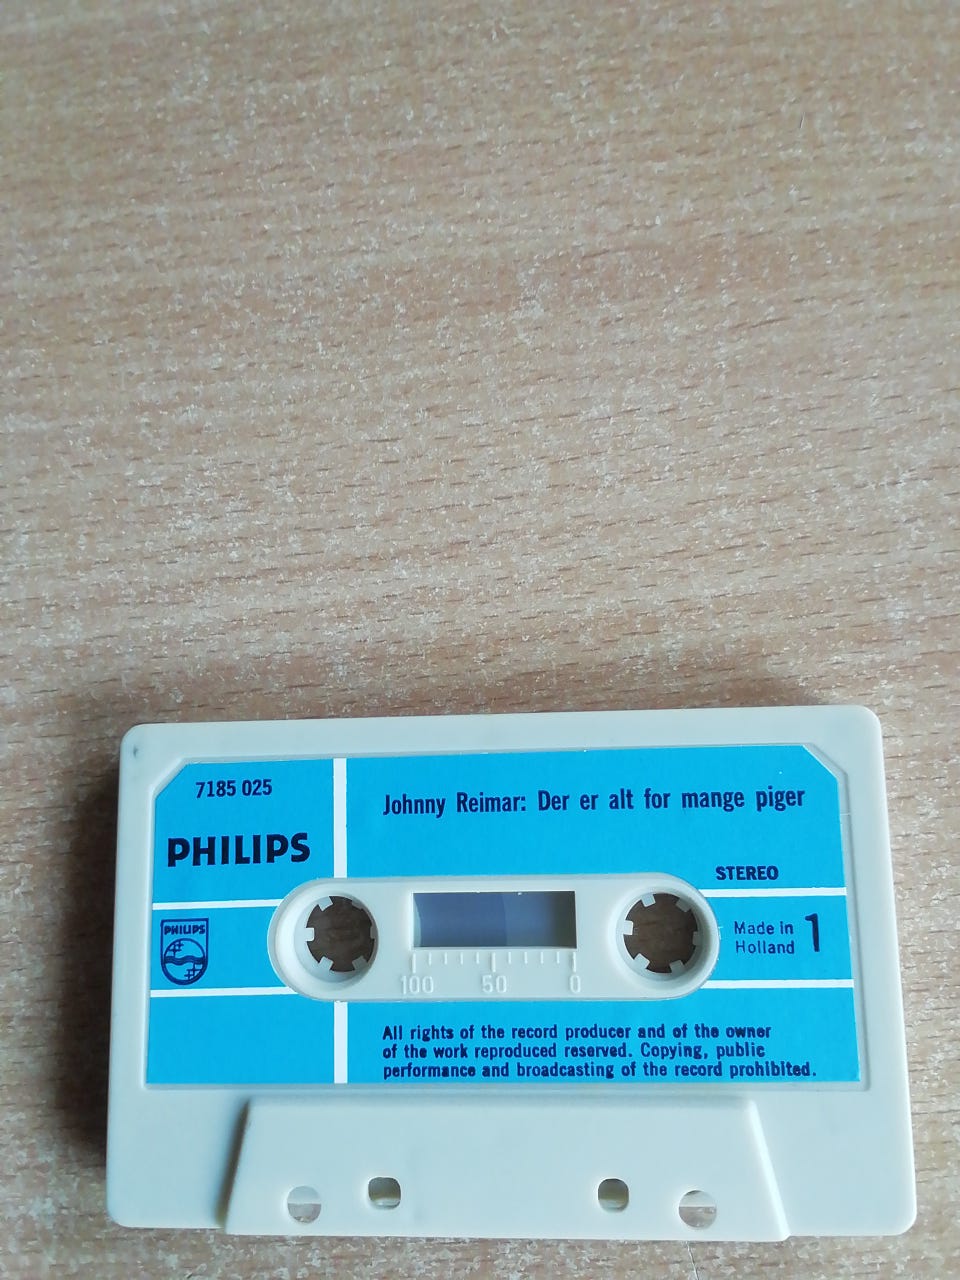 7185 025
Johnny Reimar: Der er alt for mange piger
PHILIPS
STEREO
PHILIPS
Made in
Holland
1
100 50 0
All rights of the record producer and of the owner
of the work reproduced reserved. Copying, public
performance and broadcasting of the record prohibited.